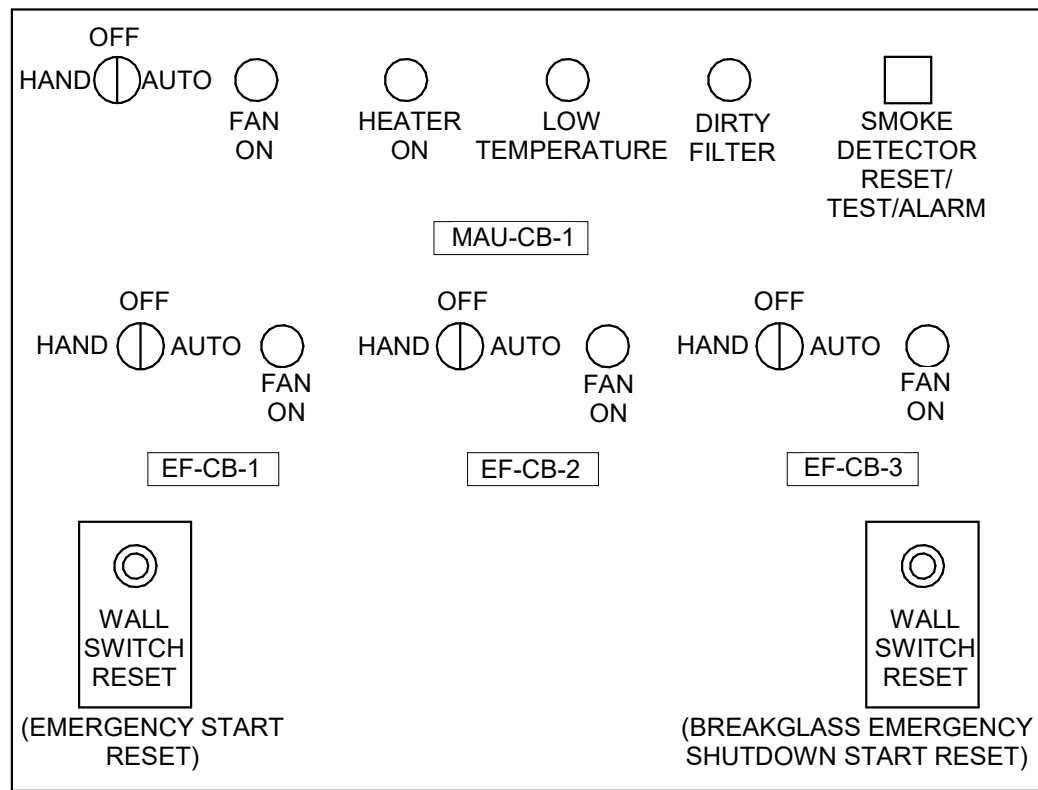 OFF
HAND AUTO
FAN
ON
HEATER
ON
LOW
TEMPERATURE
DIRTY
FILTER
SMOKE
DETECTOR
RESET/
TEST/ALARM
MAU-CB-1
OFF
HAND AUTO
FAN
ON
OFF
HAND AUTO
FAN
ON
OFF
HAND AUTO
FAN
ON
EF-CB-1
EF-CB-2
EF-CB-3
WALL
SWITCH
RESET
(EMERGENCY START
RESET)
WALL
SWITCH
RESET
(BREAKGLASS EMERGENCY
SHUTDOWN START RESET)